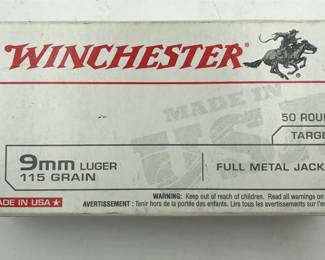 WINCHESTER
MADE IN
USA
50 ROU
TARGE
9mm LUGER
115 GRAIN
FULL METAL JACK
ADE IN USA
WARNING: Keep out of reach of children. Read all warnings on
AVERTISSEMENT: Tenir hors de la portée des enfants. Lire tous les avertissements sur l'em